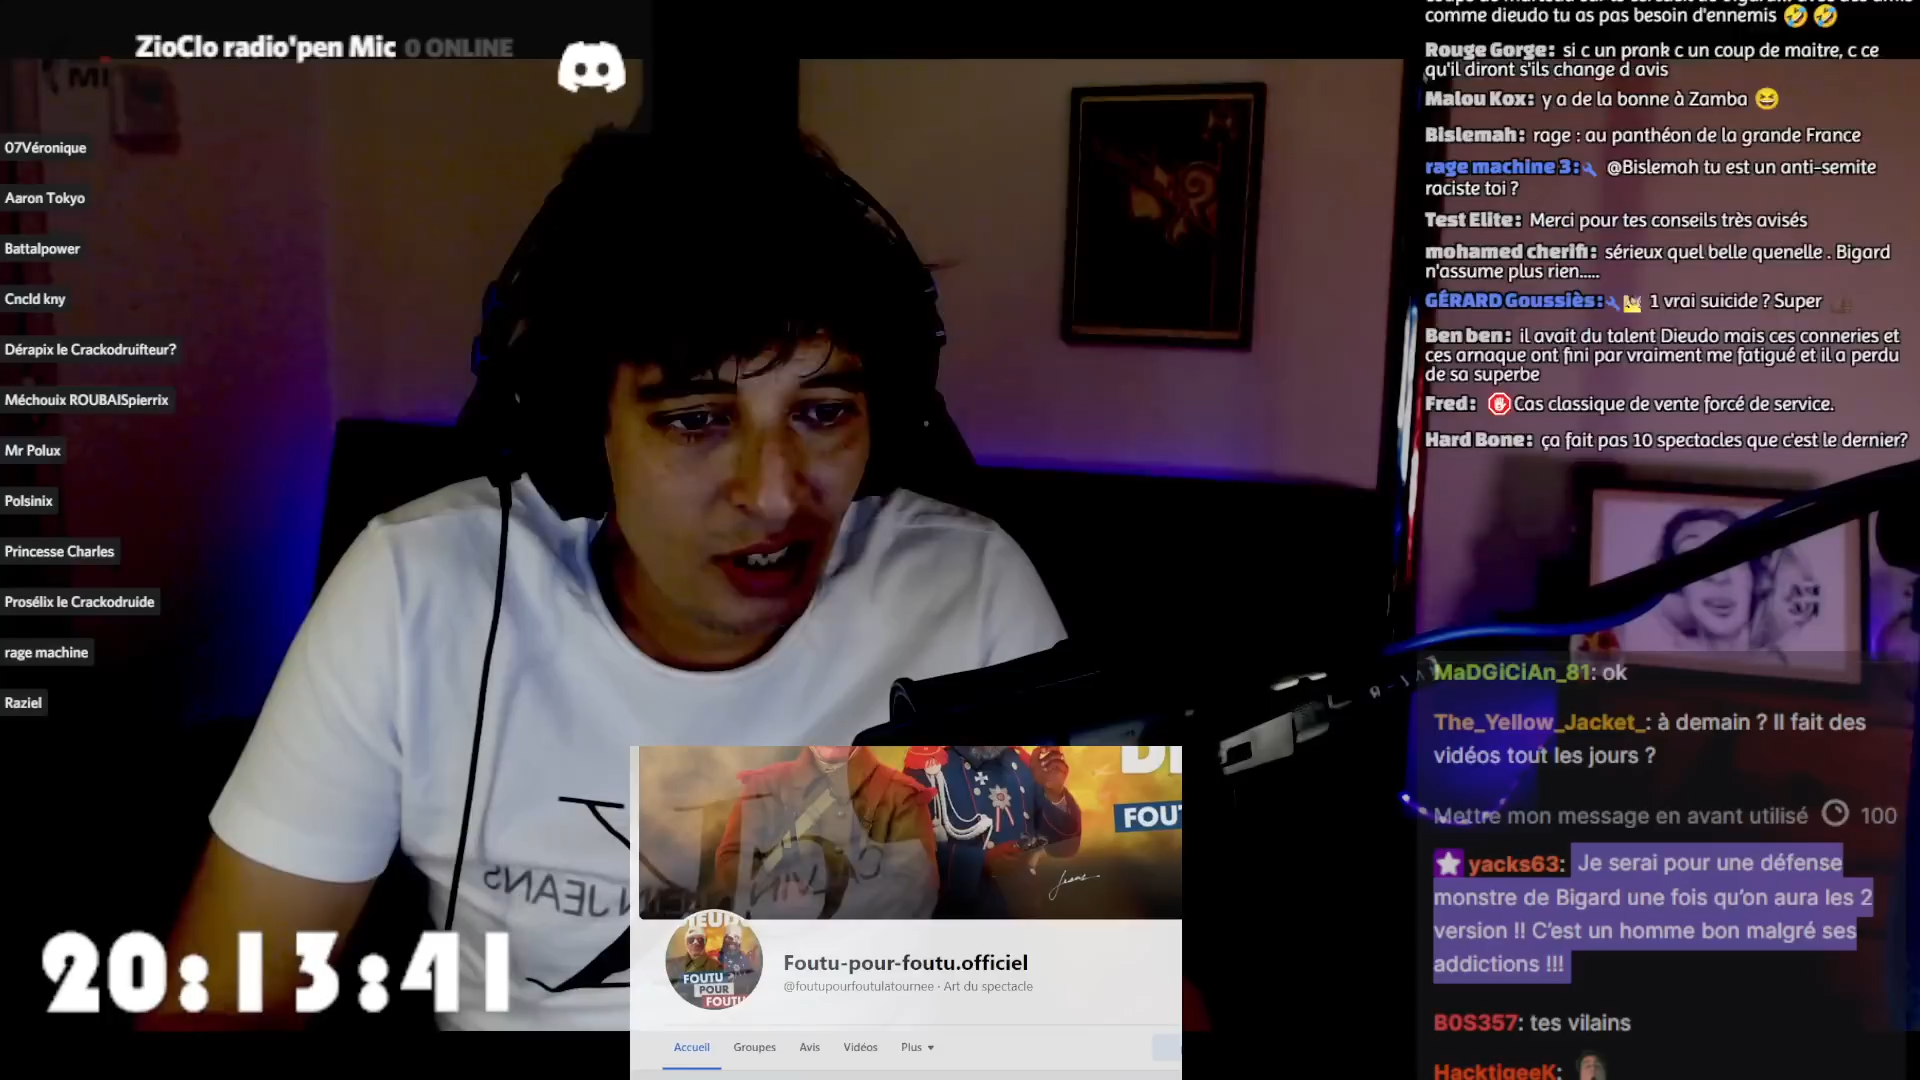 ZioClo radio'pen Mic 0 ONLINE
07Véronique
Aaron Tokyo
Battalpower
Cncld kny
Dérapix le Crackodruifteur?
Méchouix ROUBAISpierrix
Mr Polux
Polsinix
Princesse Charles
Prosélix le Crackodruide
rage machine
Raziel
20:13:41
comme dieudo tu as pas besoin d'ennemis 🤣 🤣
Rouge Gorge: si c un prank c un coup de maitre, c ce
qu'il diront s'ils change d avis
Malou Kox: y a de la bonne à Zamba 😆
Bislemah: rage : au panthéon de la grande France
rage machine 3: @Bislemah tu est un anti-semite
raciste toi ?
Test Elite: Merci pour tes conseils très avisés
mohamed cherifi: sérieux quel belle quenelle . Bigard
n'assume plus rien.....
GÉRARD Goussiès: 1 vrai suicide ? Super
Ben ben: il avait du talent Dieudo mais ces conneries et
ces arnaque ont fini par vraiment me fatigué et il a perdu
de sa superbe
Fred: Cas classique de vente forcé de service.
Hard Bone: ça fait pas 10 spectacles que c'est le dernier?
MaDGiCiAn_81: ok
The_Yellow_Jacket_: à demain ? Il fait des
vidéos tout les jours ?
Mettre mon message en avant utilisé 100
yacks63: Je serai pour une défense
monstre de Bigard une fois qu'on aura les 2
version !! C'est un homme bon malgré ses
addictions !!!
B0S357: tes vilains
HacktigeeK:
FOU
JEANS
CALVIN
FOUTU
POUR
FOUTU
Foutu-pour-foutu.officiel
@foutupourfoutulatournee · Art du spectacle
Accueil Groupes Avis Vidéos Plus